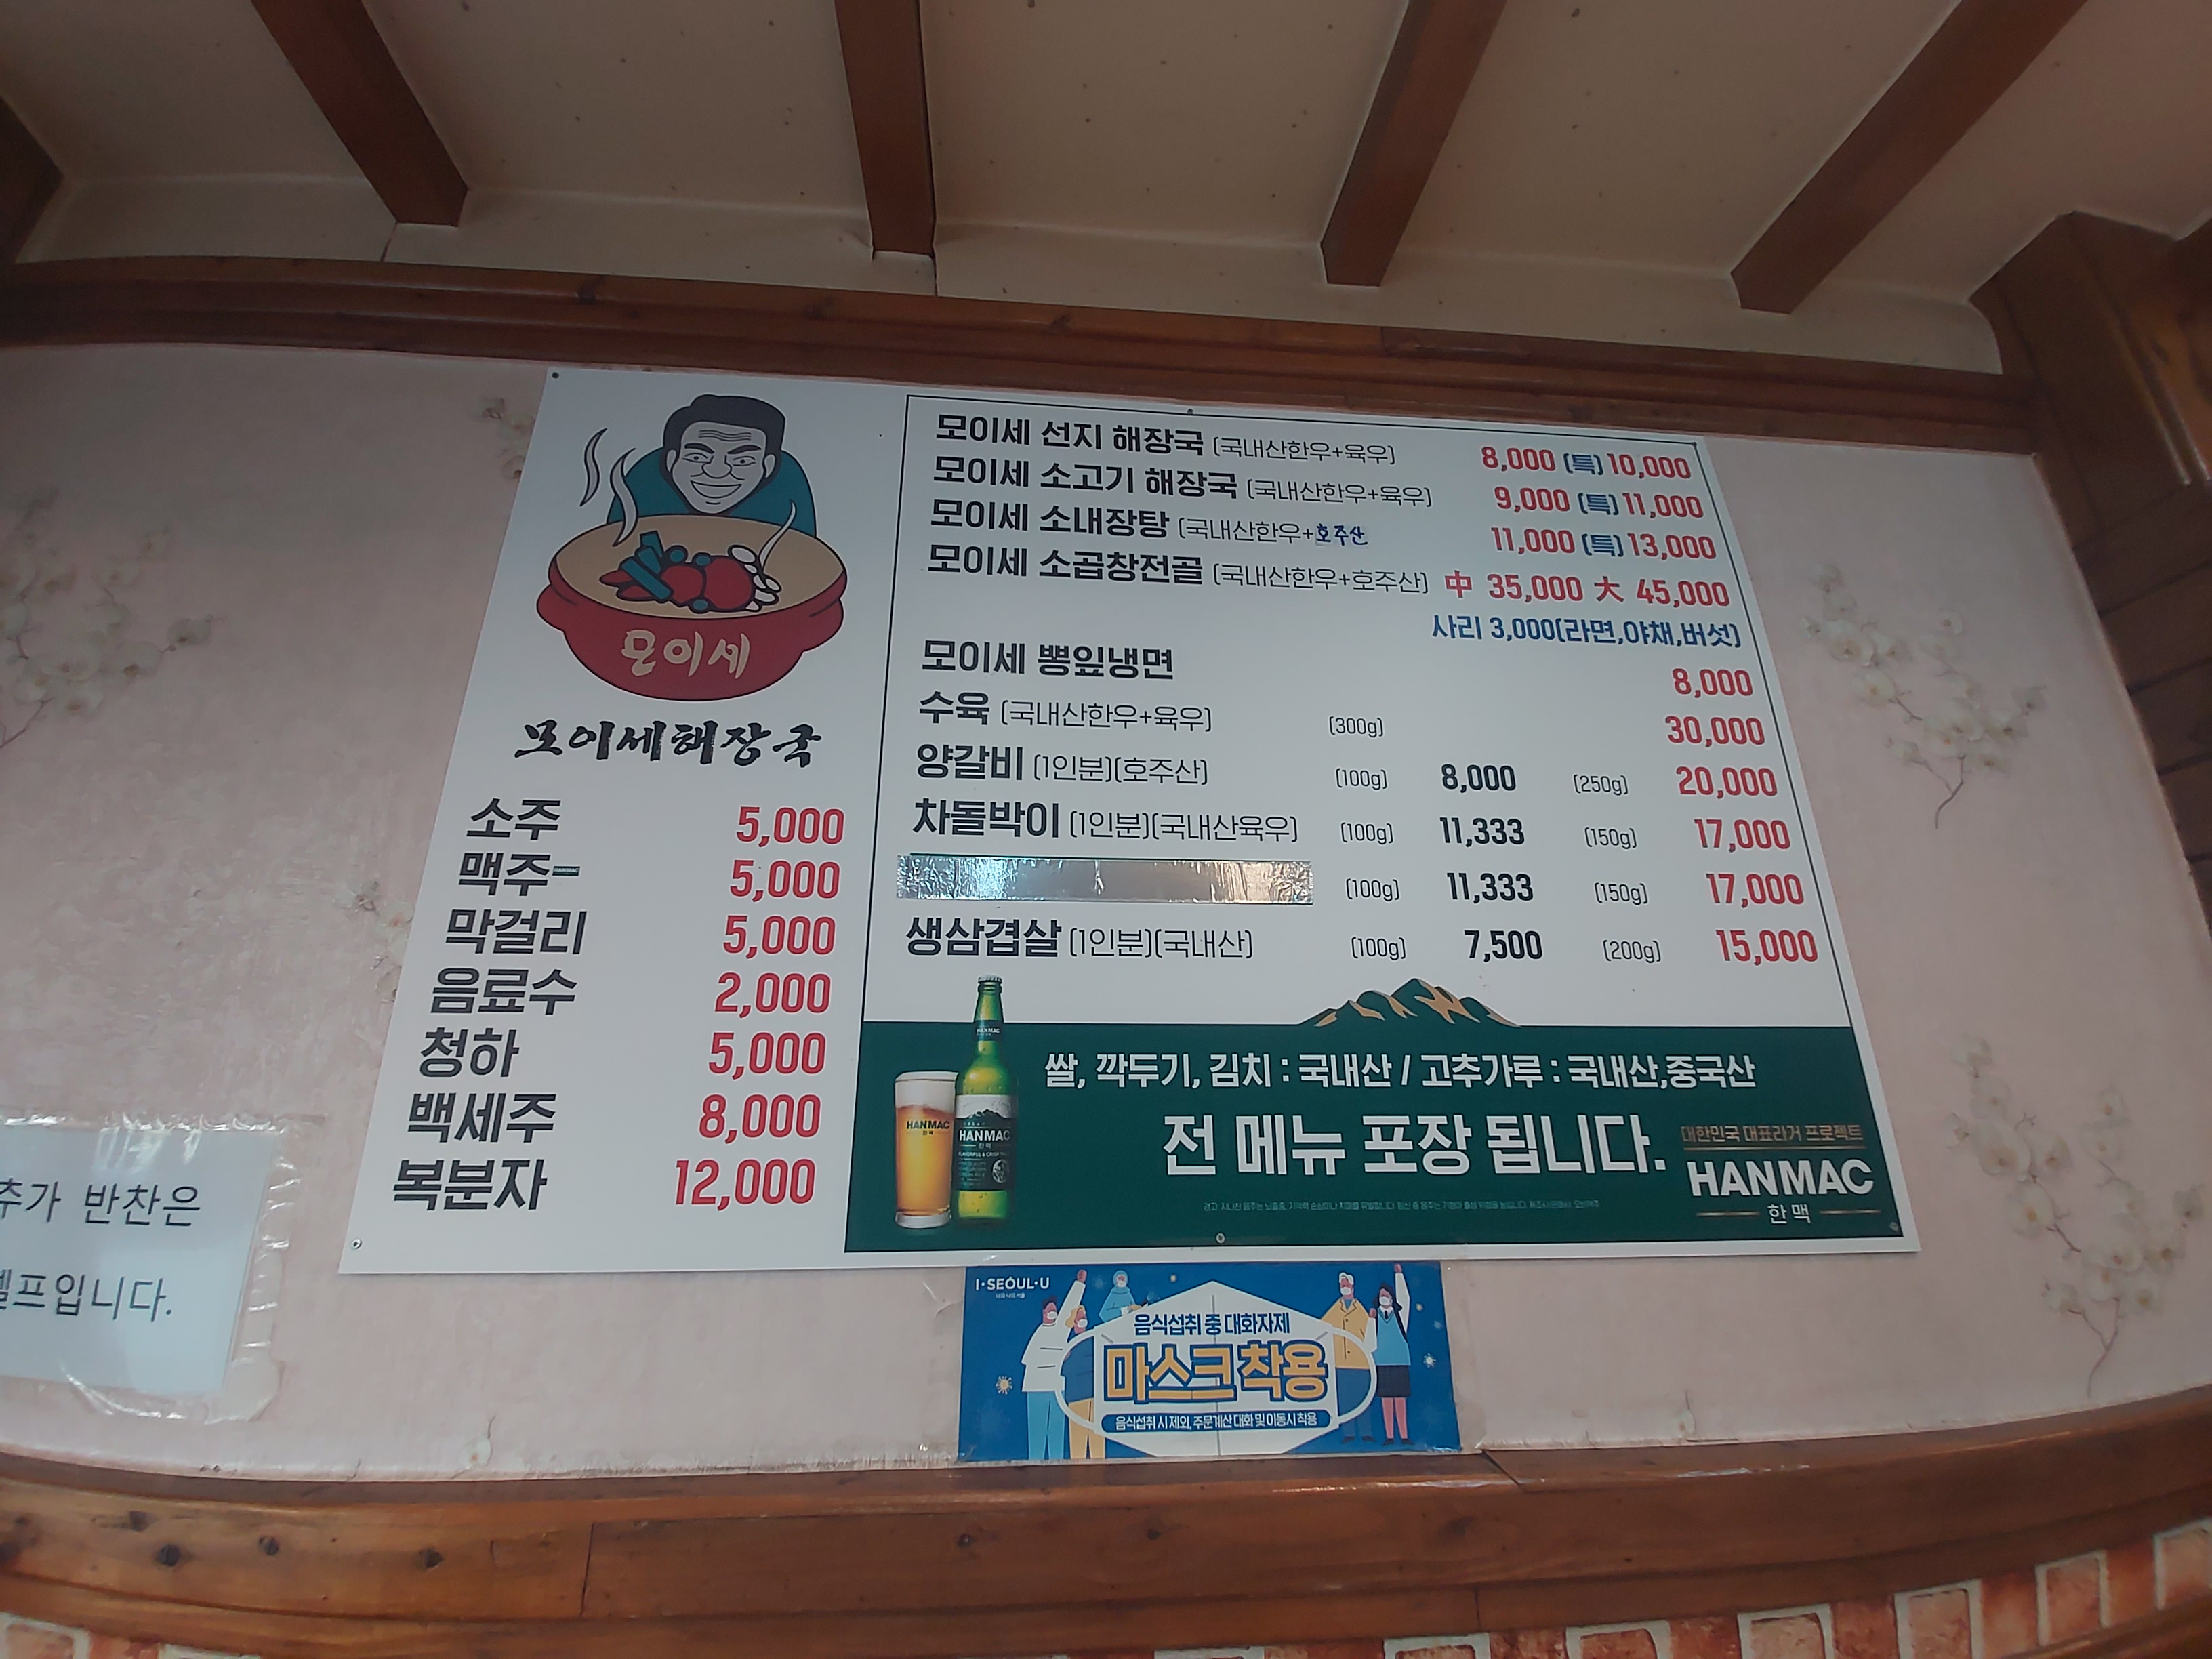 모이세
모이세해장국
소주 5,000
맥주 HANMAC 5,000
막걸리 5,000
음료수 2,000
청하 5,000
백세주 8,000
복분자 12,000
모이세 선지 해장국 (국내산한우+육우) 8,000 (특) 10,000
모이세 소고기 해장국 (국내산한우+육우) 9,000 (특) 11,000
모이세 소내장탕 (국내산한우+호주산 11,000 (특) 13,000
모이세 소곱창전골 (국내산한우+호주산) 中 35,000 大 45,000
사리 3,000(라면,야채,버섯)
모이세 뽕잎냉면 8,000
수육 (국내산한우+육우) (300g) 30,000
양갈비 (1인분)(호주산) (100g) 8,000 (250g) 20,000
차돌박이 (1인분)(국내산육우) (100g) 11,333 (150g) 17,000
(100g) 11,333 (150g) 17,000
생삼겹살 (1인분)(국내산) (100g) 7,500 (200g) 15,000
쌀, 깍두기, 김치 : 국내산 / 고추가루 : 국내산,중국산
전 메뉴 포장 됩니다.
대한민국 대표라거 프로젝트
HANMAC
한맥
HANMAC
한맥
HANMAC
HANMAC
한맥
추가 반찬은
셀프입니다.
I·SEOUL·U
너와 나의 서울
음식섭취 중 대화자제
마스크 착용
음식섭취 시 제외, 주문계산 대화 및 이동시 착용